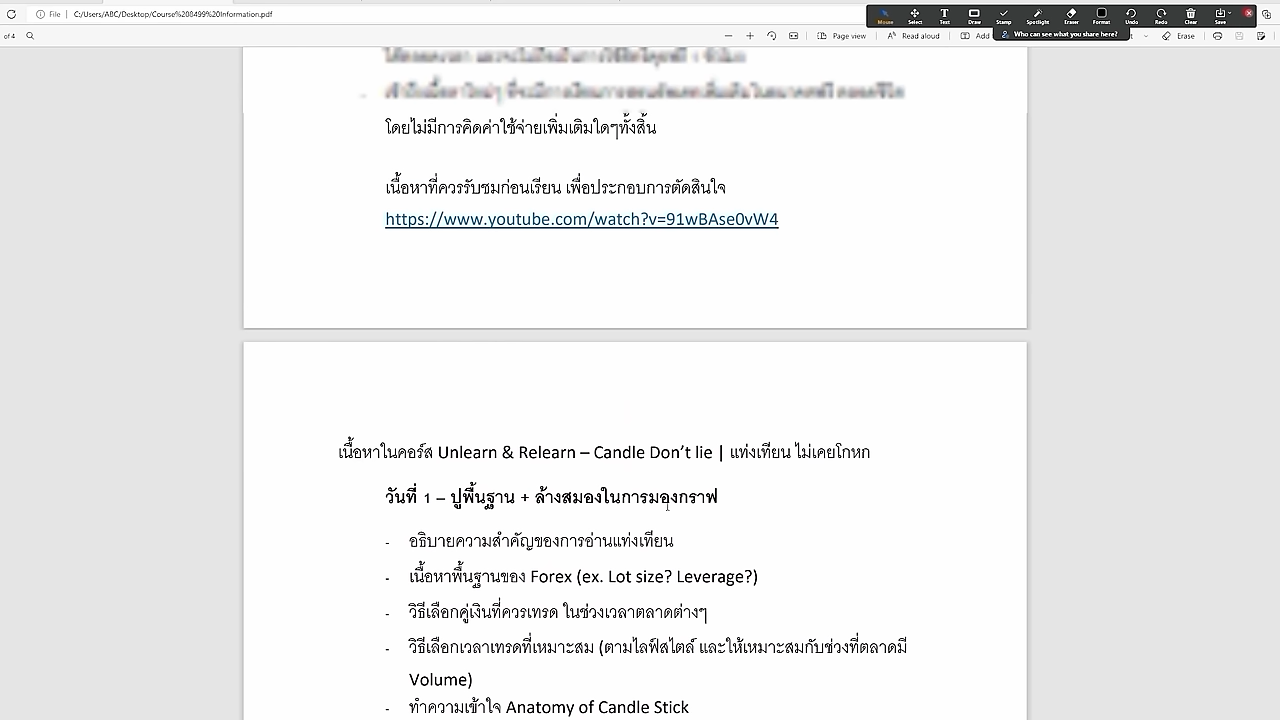 File
C:/Users/ABC/Desktop/Course%20$499%20Information.pdf
Mouse
Select
Text
Draw
Stamp
Spotlight
Eraser
Format
Undo
Redo
Clear
Save
of 4
Page view
Read aloud
Add
Who can see what you share here?
Erase
โดยไม่มีการคิดค่าใช้จ่ายเพิ่มเติมใดๆทั้งสิ้น
เนื้อหาที่ควรรับชมก่อนเรียน เพื่อประกอบการตัดสินใจ
https://www.youtube.com/watch?v=91wBAse0vW4
เนื้อหาในคอร์ส Unlearn & Relearn – Candle Don’t lie | แท่งเทียน ไม่เคยโกหก
วันที่ 1 – ปูพื้นฐาน + ล้างสมองในการมองกราฟ
- อธิบายความสำคัญของการอ่านแท่งเทียน
- เนื้อหาพื้นฐานของ Forex (ex. Lot size? Leverage?)
- วิธีเลือกคู่เงินที่ควรเทรด ในช่วงเวลาตลาดต่างๆ
- วิธีเลือกเวลาเทรดที่เหมาะสม (ตามไลฟ์สไตล์ และให้เหมาะสมกับช่วงที่ตลาดมี
Volume)
- ทำความเข้าใจ Anatomy of Candle Stick